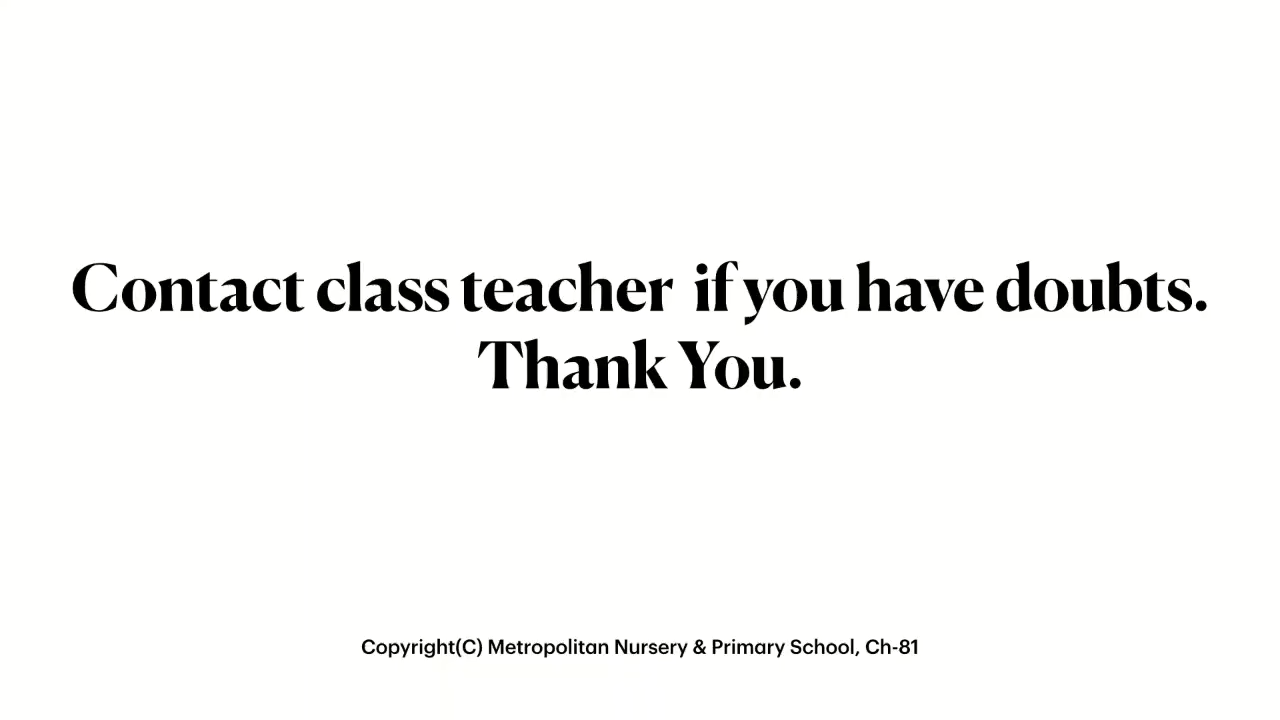 Contact class teacher  if you have doubts.
Thank You.
Copyright(C) Metropolitan Nursery & Primary School, Ch-81